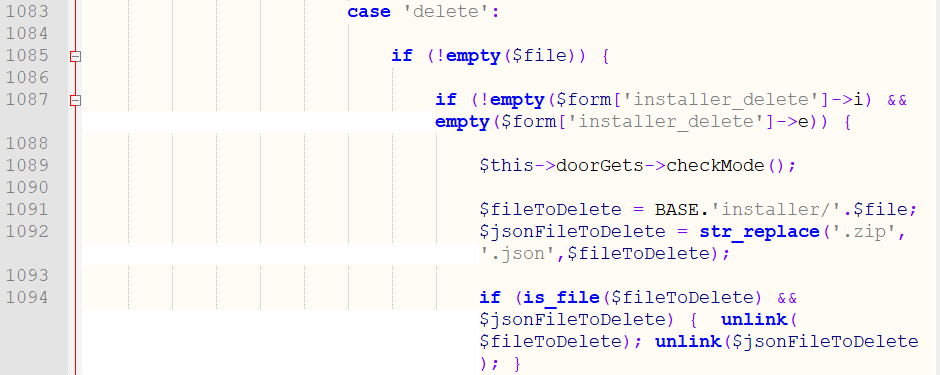 1083 case 'delete':
1084
1085 if (!empty($file)) {
1086
1087 if (!empty($form['installer_delete']->i) &&
empty($form['installer_delete']->e)) {
1088
1089 $this->doorGets->checkMode();
1090
1091 $fileToDelete = BASE.'installer/'.$file;
1092 $jsonFileToDelete = str_replace('.zip',
'.json',$fileToDelete);
1093
1094 if (is_file($fileToDelete) &&
$jsonFileToDelete) {  unlink(
$fileToDelete); unlink($jsonFileToDelete
); }